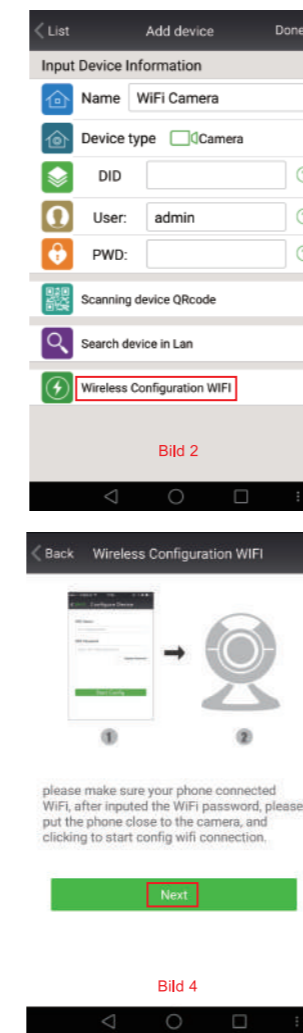 List Add device Done
Input Device Information
Name WiFi Camera
Device type Camera
DID
User: admin
PWD:
Scanning device QRcode
Search device in Lan
Wireless Configuration WIFI
Bild 2
Back Wireless Configuration WIFI
Configure Device
Start Config
1 2
please make sure your phone connected
WiFi, after inputed the WiFi password, please
put the phone close to the camera, and
clicking to start config wifi connection.
Next
Bild 4